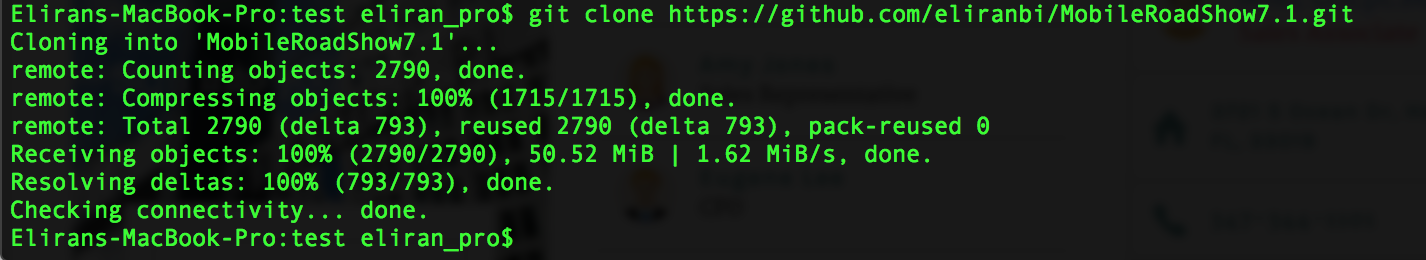 Elirans-MacBook-Pro:test eliran_pro$ git clone https://github.com/eliranbi/MobileRoadShow7.1.git
Cloning into 'MobileRoadShow7.1'...
remote: Counting objects: 2790, done.
remote: Compressing objects: 100% (1715/1715), done.
remote: Total 2790 (delta 793), reused 2790 (delta 793), pack-reused 0
Receiving objects: 100% (2790/2790), 50.52 MiB | 1.62 MiB/s, done.
Resolving deltas: 100% (793/793), done.
Checking connectivity... done.
Elirans-MacBook-Pro:test eliran_pro$